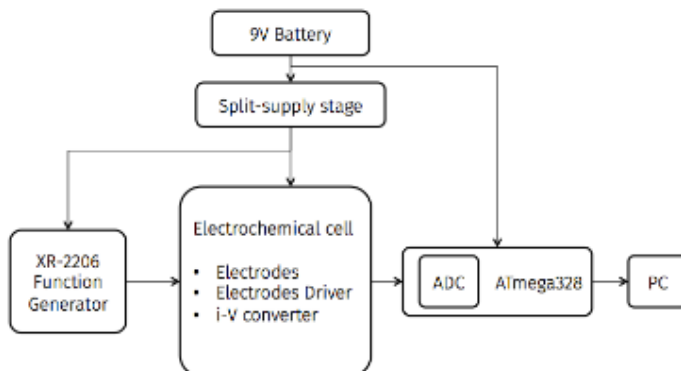 9V Battery
Split-supply stage
XR-2206
Function
Generator
Electrochemical cell
• Electrodes
• Electrodes Driver
• i-V converter
ADC
ATmega328
PC